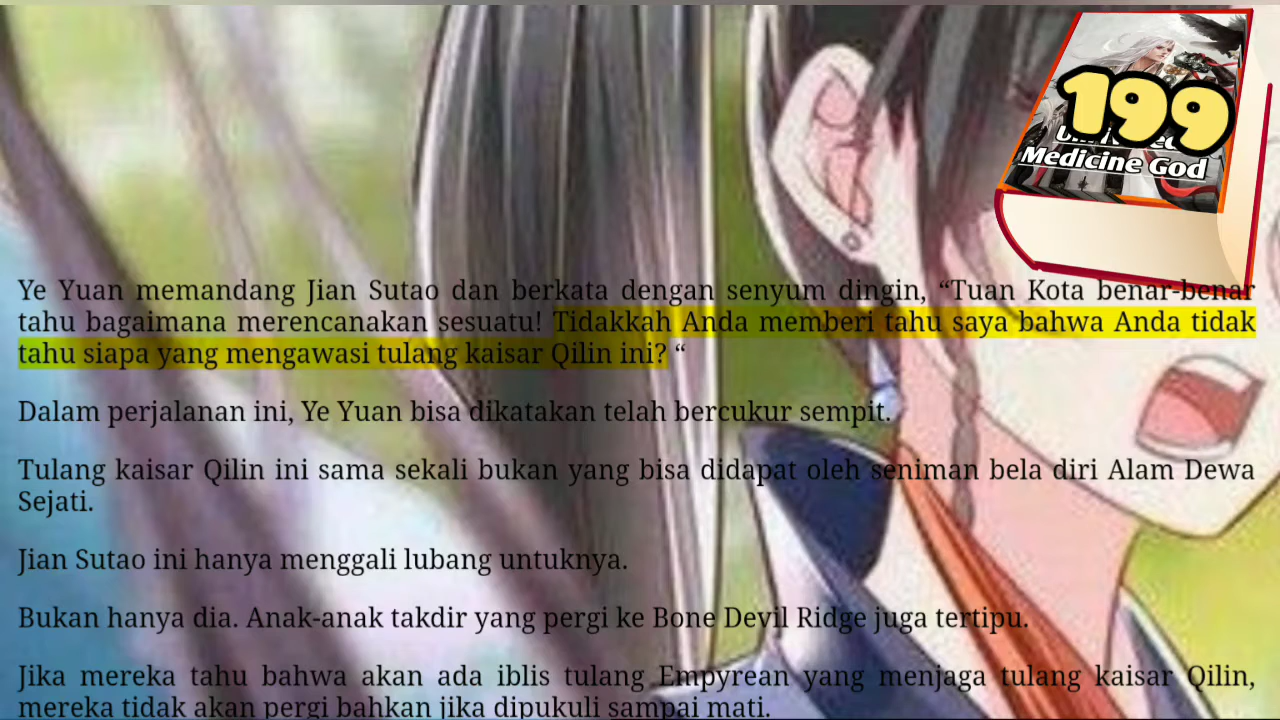 199
Medicine God
Ye Yuan memandang Jian Sutao dan berkata dengan senyum dingin, “Tuan Kota benar-benar
tahu bagaimana merencanakan sesuatu! Tidakkah Anda memberi tahu saya bahwa Anda tidak
tahu siapa yang mengawasi tulang kaisar Qilin ini? “
Dalam perjalanan ini, Ye Yuan bisa dikatakan telah bercukur sempit.
Tulang kaisar Qilin ini sama sekali bukan yang bisa didapat oleh seniman bela diri Alam Dewa
Sejati.
Jian Sutao ini hanya menggali lubang untuknya.
Bukan hanya dia. Anak-anak takdir yang pergi ke Bone Devil Ridge juga tertipu.
Jika mereka tahu bahwa akan ada iblis tulang Empyrean yang menjaga tulang kaisar Qilin,
mereka tidak akan pergi bahkan jika dipukuli sampai mati.